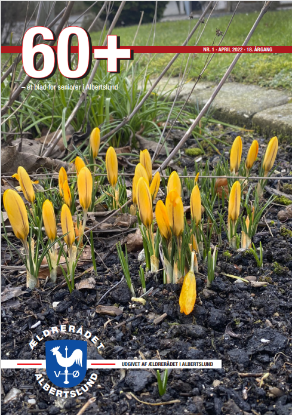 60+
NR. 1 - APRIL 2022 - 18. ÅRGANG
– et blad for seniorer i Albertslund
ÆLDRERÅDET
V Ø
ALBERTSLUND
UDGIVET AF ÆLDRERÅDET I ALBERTSLUND